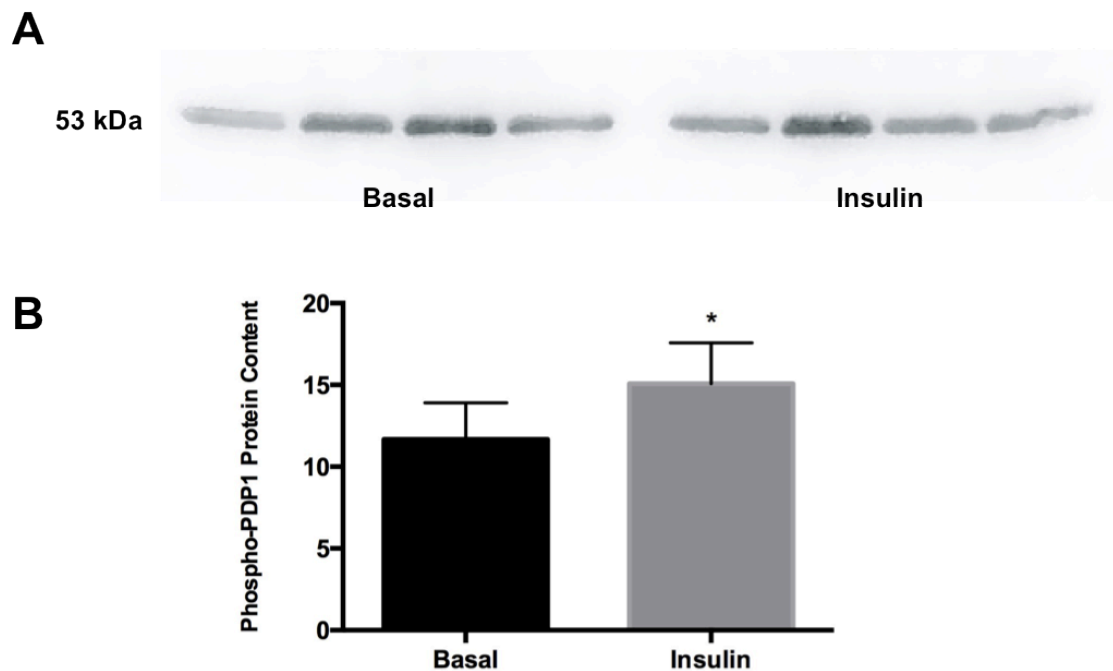 A
53 kDa
Basal Insulin
B
Phospho-PDP1 Protein Content
20
15
10
5
0
*
Basal Insulin